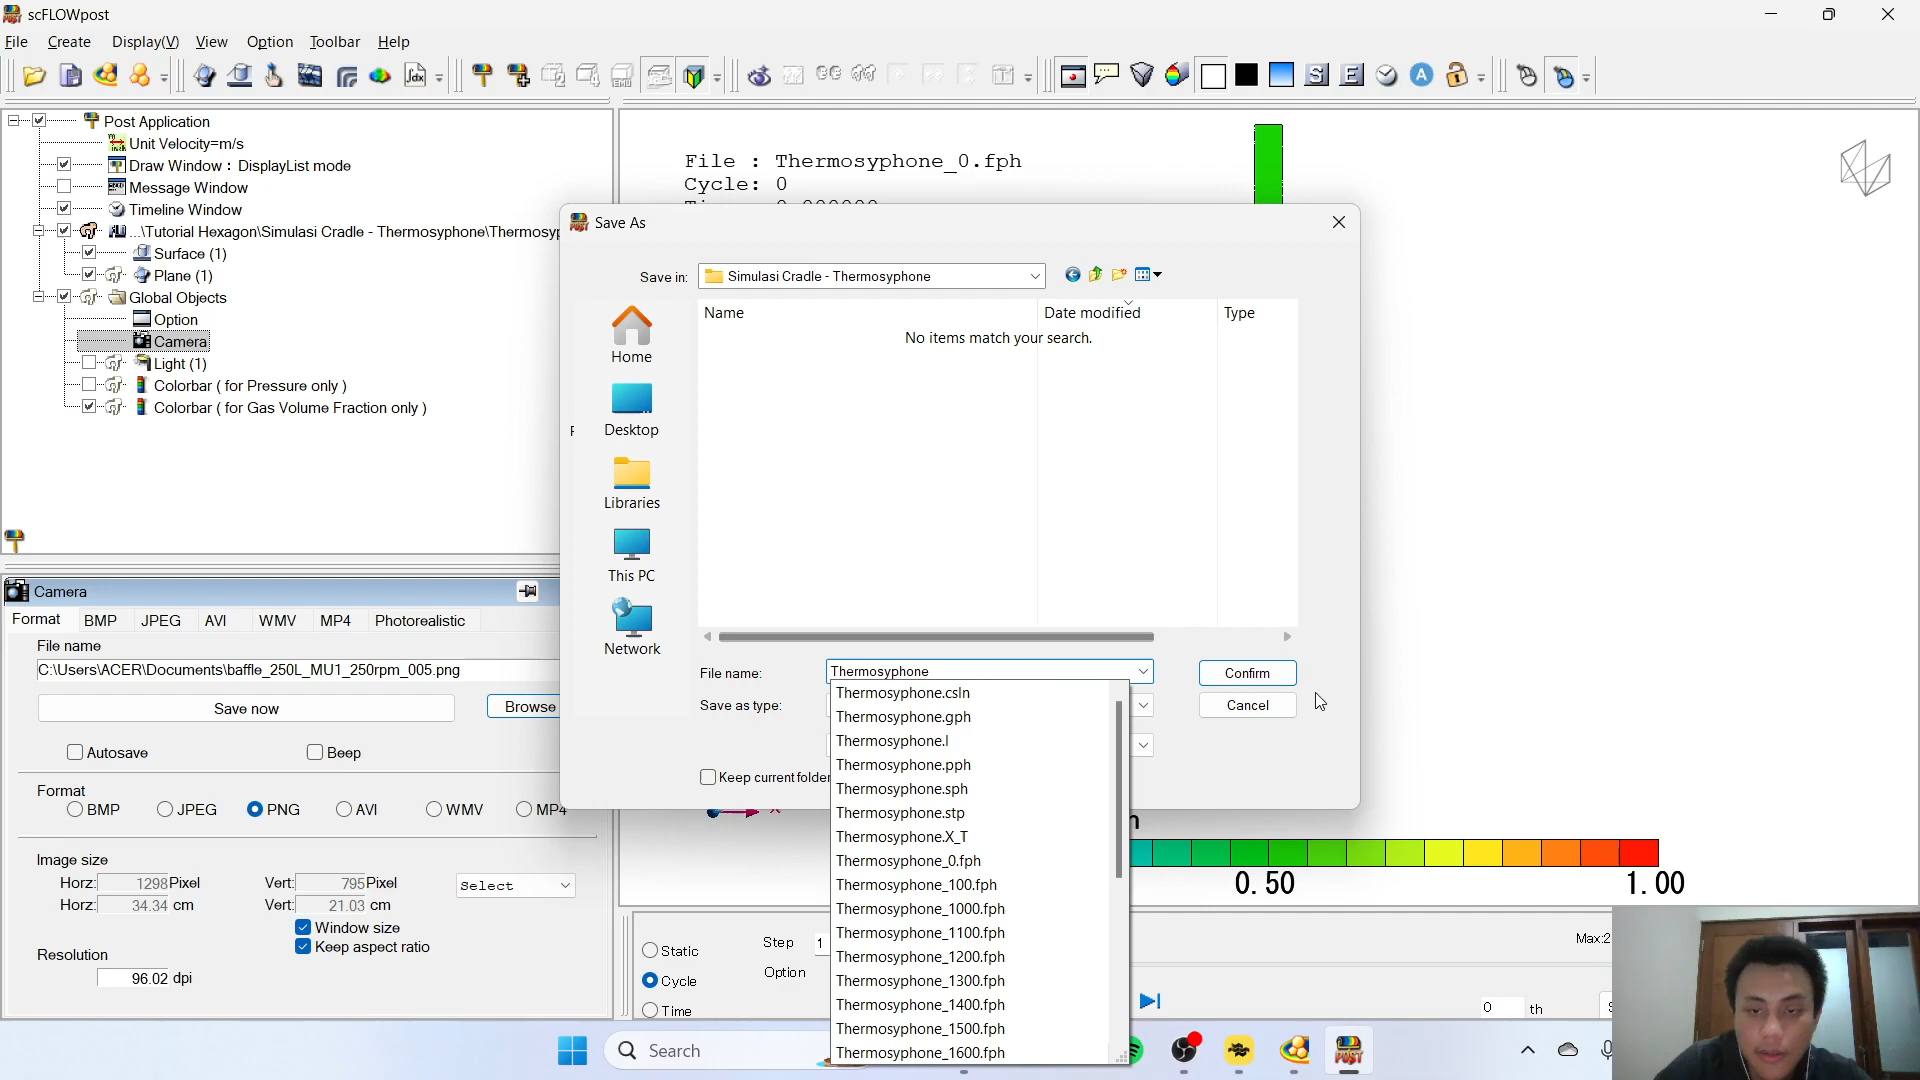 scFLOWpost
File Create Display(V) View Option Toolbar Help
Post Application
Unit Velocity=m/s
Draw Window : DisplayList mode
Message Window
Timeline Window
...\Tutorial Hexagon\Simulasi Cradle - Thermosyphone\Thermosyp
Surface (1)
Plane (1)
Global Objects
Option
Camera
Light (1)
Colorbar ( for Pressure only )
Colorbar ( for Gas Volume Fraction only )
File : Thermosyphone_0.fph
Cycle: 0
Save As
Save in: Simulasi Cradle - Thermosyphone
Name Date modified Type
No items match your search.
Home
Desktop
Libraries
This PC
Network
File name: Thermosyphone Confirm
Save as type: Cancel
Keep current folder
Thermosyphone.csln
Thermosyphone.gph
Thermosyphone.l
Thermosyphone.pph
Thermosyphone.sph
Thermosyphone.stp
Thermosyphone.X_T
Thermosyphone_0.fph
Thermosyphone_100.fph
Thermosyphone_1000.fph
Thermosyphone_1100.fph
Thermosyphone_1200.fph
Thermosyphone_1300.fph
Thermosyphone_1400.fph
Thermosyphone_1500.fph
Thermosyphone_1600.fph
Camera
Format BMP JPEG AVI WMV MP4 Photorealistic
File name
C:\Users\ACER\Documents\baffle_250L_MU1_250rpm_005.png
Save now Browse
Autosave Beep
Format
BMP JPEG PNG AVI WMV MP4
Image size
Horz: 1298 Pixel Vert: 795 Pixel Select
Horz: 34.34 cm Vert: 21.03 cm
Window size
Keep aspect ratio
Resolution
96.02 dpi
0.50 1.00
Static Step 1
Cycle Option
Time
Max:2
0 th
Search
POST